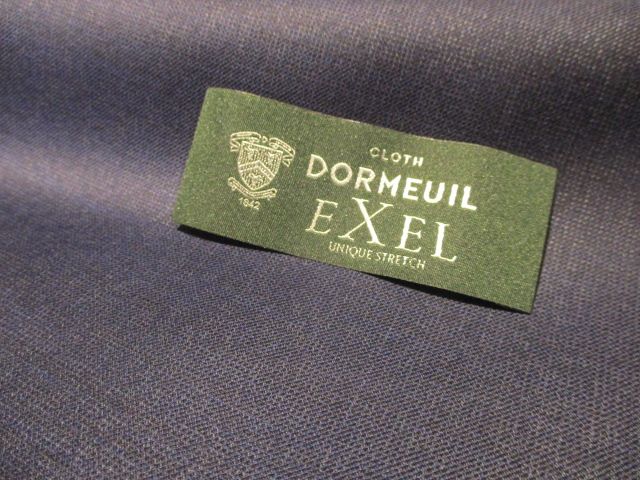 CLOTH
DORMEUIL
EXEL
UNIQUE STRETCH
1842